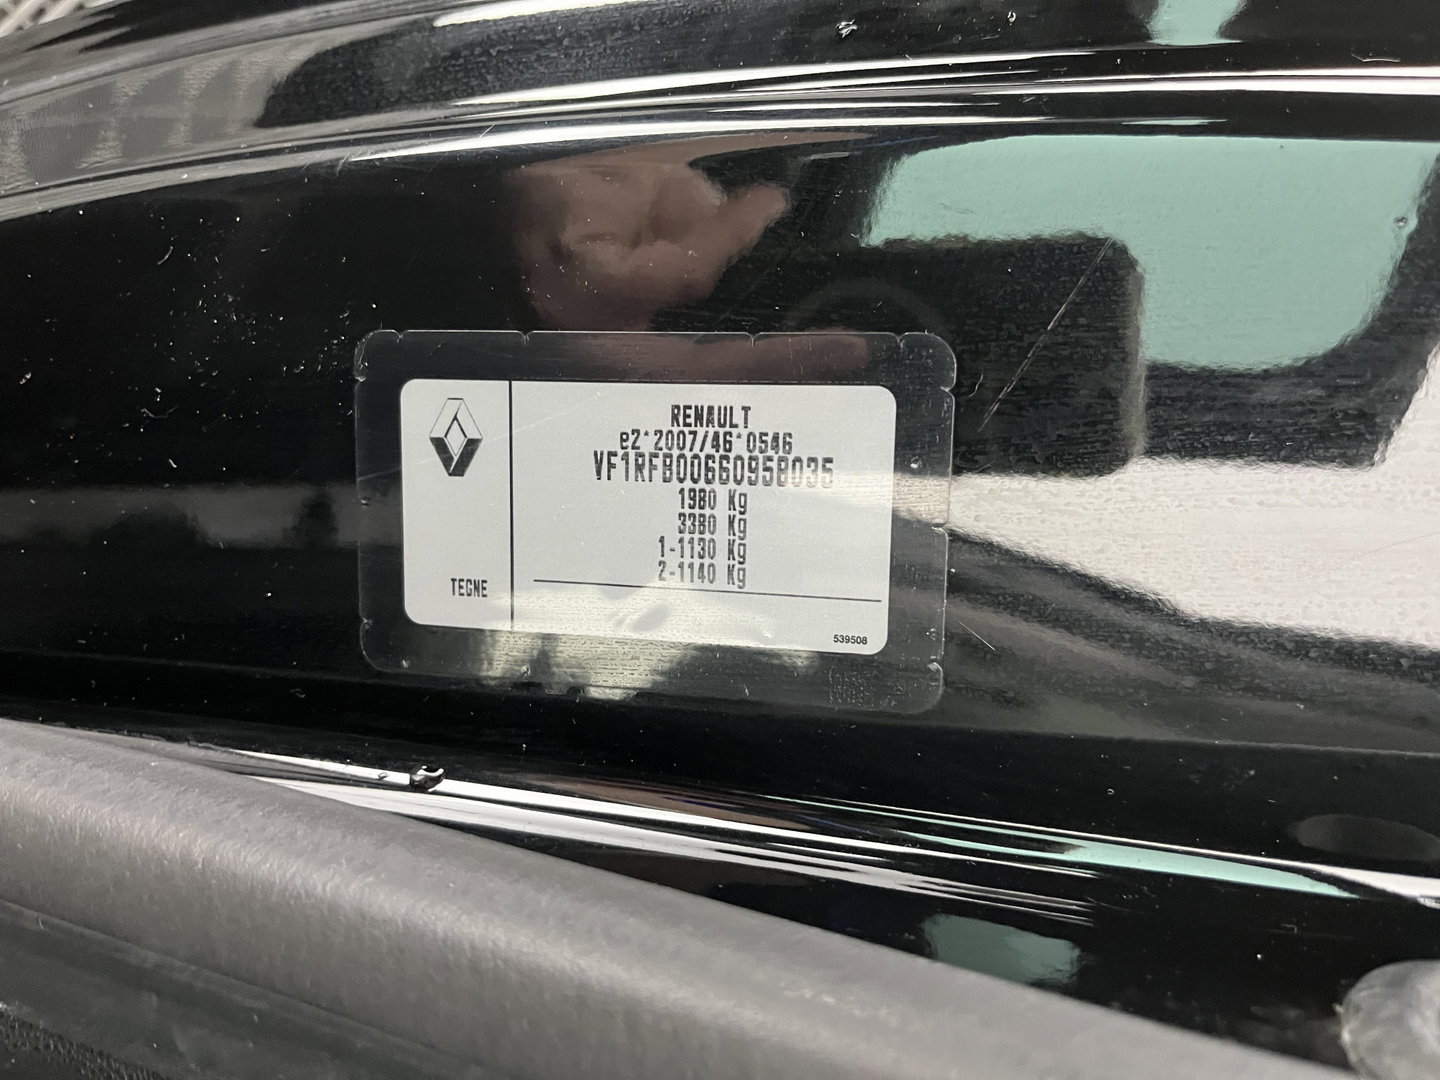 RENAULT
e2*2007/46*0546
VF1RFB00660958035
1980 Kg
3380 Kg
1-1130 Kg
2-1140 Kg
TEGNE
539508